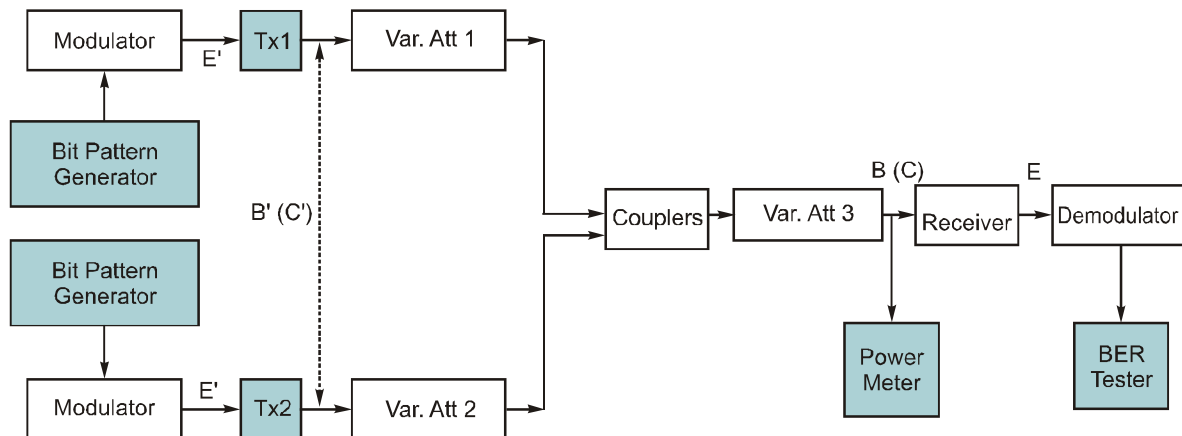 Modulator
E'
Tx1
Var. Att 1
Bit Pattern
Generator
B' (C')
Couplers
Var. Att 3
B (C)
Receiver
E
Demodulator
Bit Pattern
Generator
Power
Meter
BER
Tester
Modulator
E'
Tx2
Var. Att 2